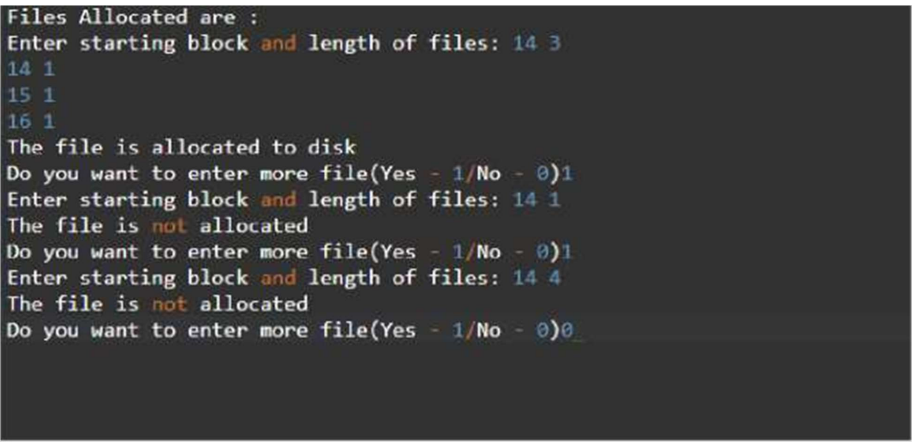 Files Allocated are :
Enter starting block and length of files: 14 3
14 1
15 1
16 1
The file is allocated to disk
Do you want to enter more file(Yes - 1/No - 0)1
Enter starting block and length of files: 14 1
The file is not allocated
Do you want to enter more file(Yes - 1/No - 0)1
Enter starting block and length of files: 14 4
The file is not allocated
Do you want to enter more file(Yes - 1/No - 0)0_